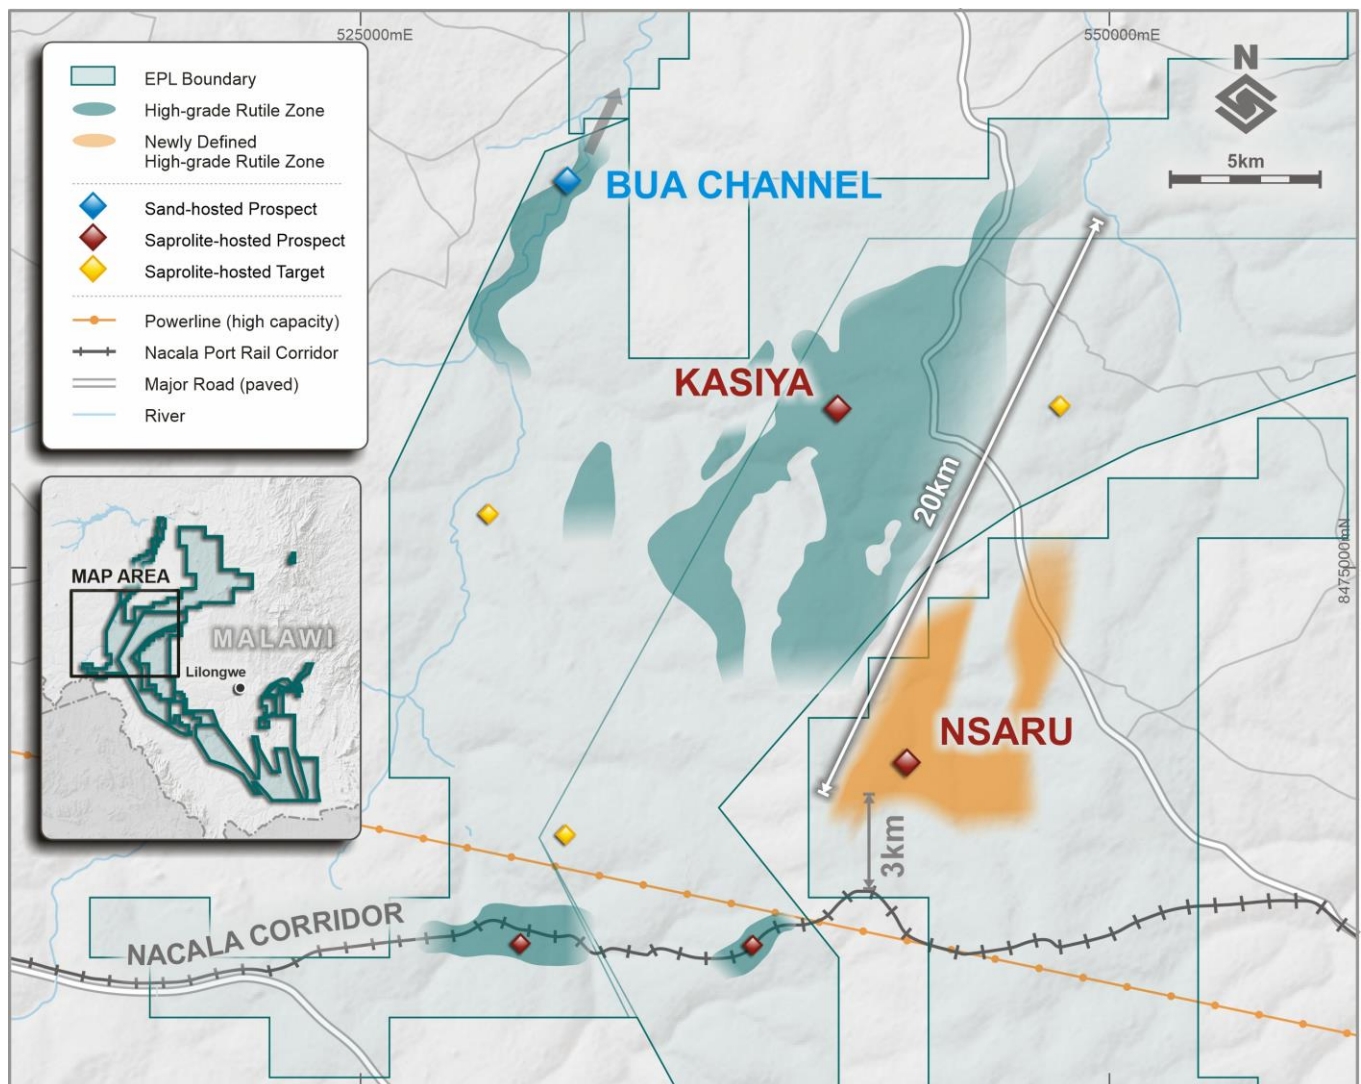 525000mE
550000mE
EPL Boundary
High-grade Rutile Zone
Newly Defined
High-grade Rutile Zone
Sand-hosted Prospect
Saprolite-hosted Prospect
Saprolite-hosted Target
Powerline (high capacity)
Nacala Port Rail Corridor
Major Road (paved)
River
N
5km
BUA CHANNEL
KASIYA
20km
8475000mN
MAP AREA
MALAWI
Lilongwe
NSARU
3km
NACALA CORRIDOR